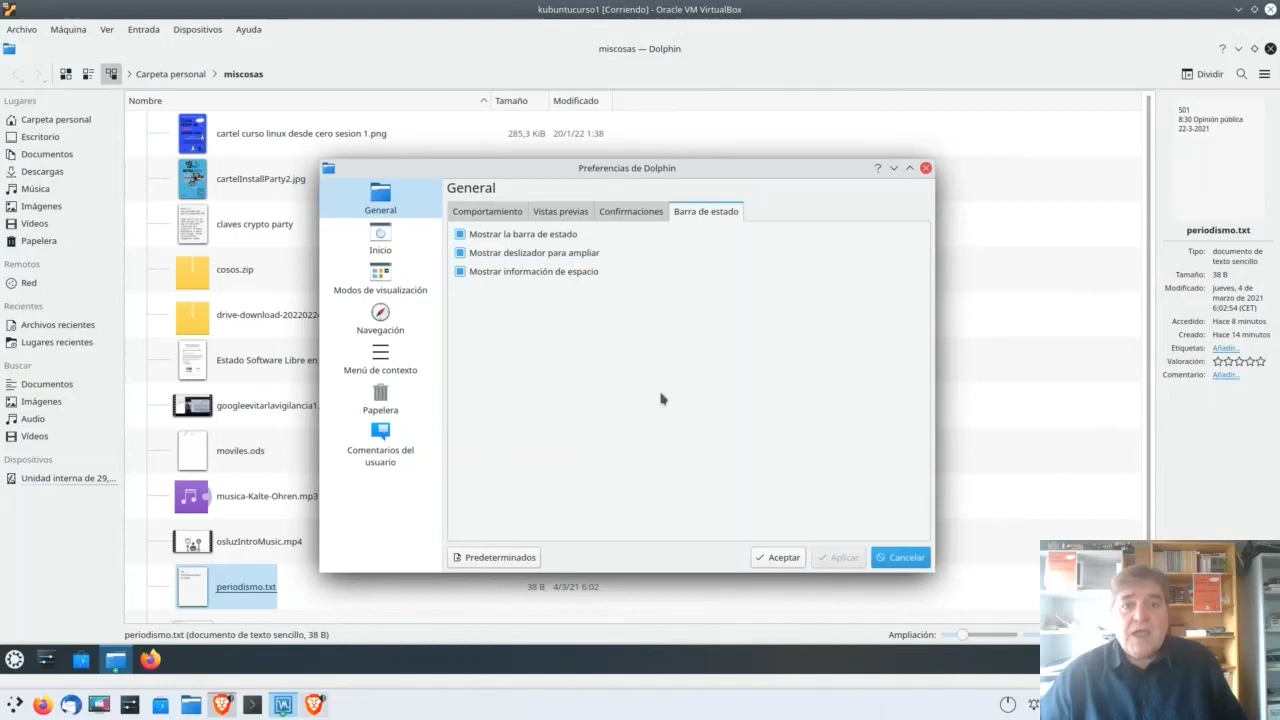 kubuntucurso1 [Corriendo] - Oracle VM VirtualBox
Archivo Máquina Ver Entrada Dispositivos Ayuda
miscosas — Dolphin
Carpeta personal > miscosas
Dividir
Lugares
Carpeta personal
Escritorio
Documentos
Descargas
Música
Imágenes
Vídeos
Papelera
Remotos
Red
Recientes
Archivos recientes
Lugares recientes
Buscar
Documentos
Imágenes
Audio
Vídeos
Dispositivos
Unidad interna de 29,...
Nombre Tamaño Modificado
cartel curso linux desde cero sesion 1.png 285,3 KiB 20/1/22 1:38
cartelInstallParty2.jpg
claves crypto party
cosos.zip
drive-download-2022022
Estado Software Libre en
googleevitarlavigilancia1.
moviles.ods
musica-Kalte-Ohren.mp3
osluzIntroMusic.mp4
periodismo.txt 38 B 4/3/21 6:02
periodismo.txt (documento de texto sencillo, 38 B)
Ampliación:
Preferencias de Dolphin
General
Inicio
Modos de visualización
Navegación
Menú de contexto
Papelera
Comentarios del
usuario
General
Comportamiento Vistas previas Confirmaciones Barra de estado
Mostrar la barra de estado
Mostrar deslizador para ampliar
Mostrar información de espacio
Predeterminados Aceptar Aplicar Cancelar
501
8:30 Opinión pública
22-3-2021
periodismo.txt
Tipo: documento de
texto sencillo
Tamaño: 38 B
Modificado: jueves, 4 de
marzo de 2021
6:02:54 (CET)
Accedido: Hace 8 minutos
Creado: Hace 14 minutos
Etiquetas: Añadir...
Valoración:
Comentario: Añadir...